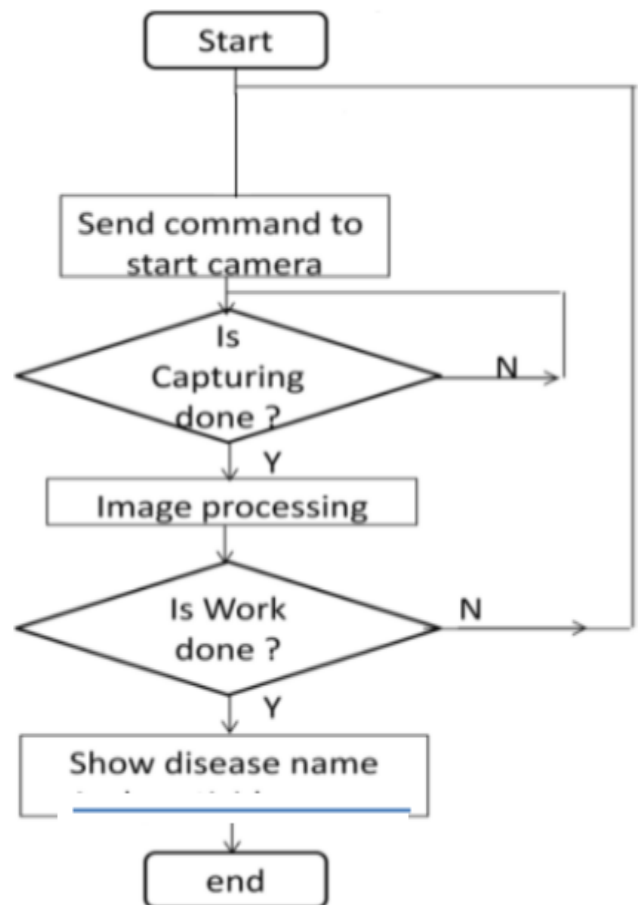 Start
Send command to
start camera
Is
Capturing
done ?
N
Y
Image processing
Is Work
done ?
N
Y
Show disease name
end